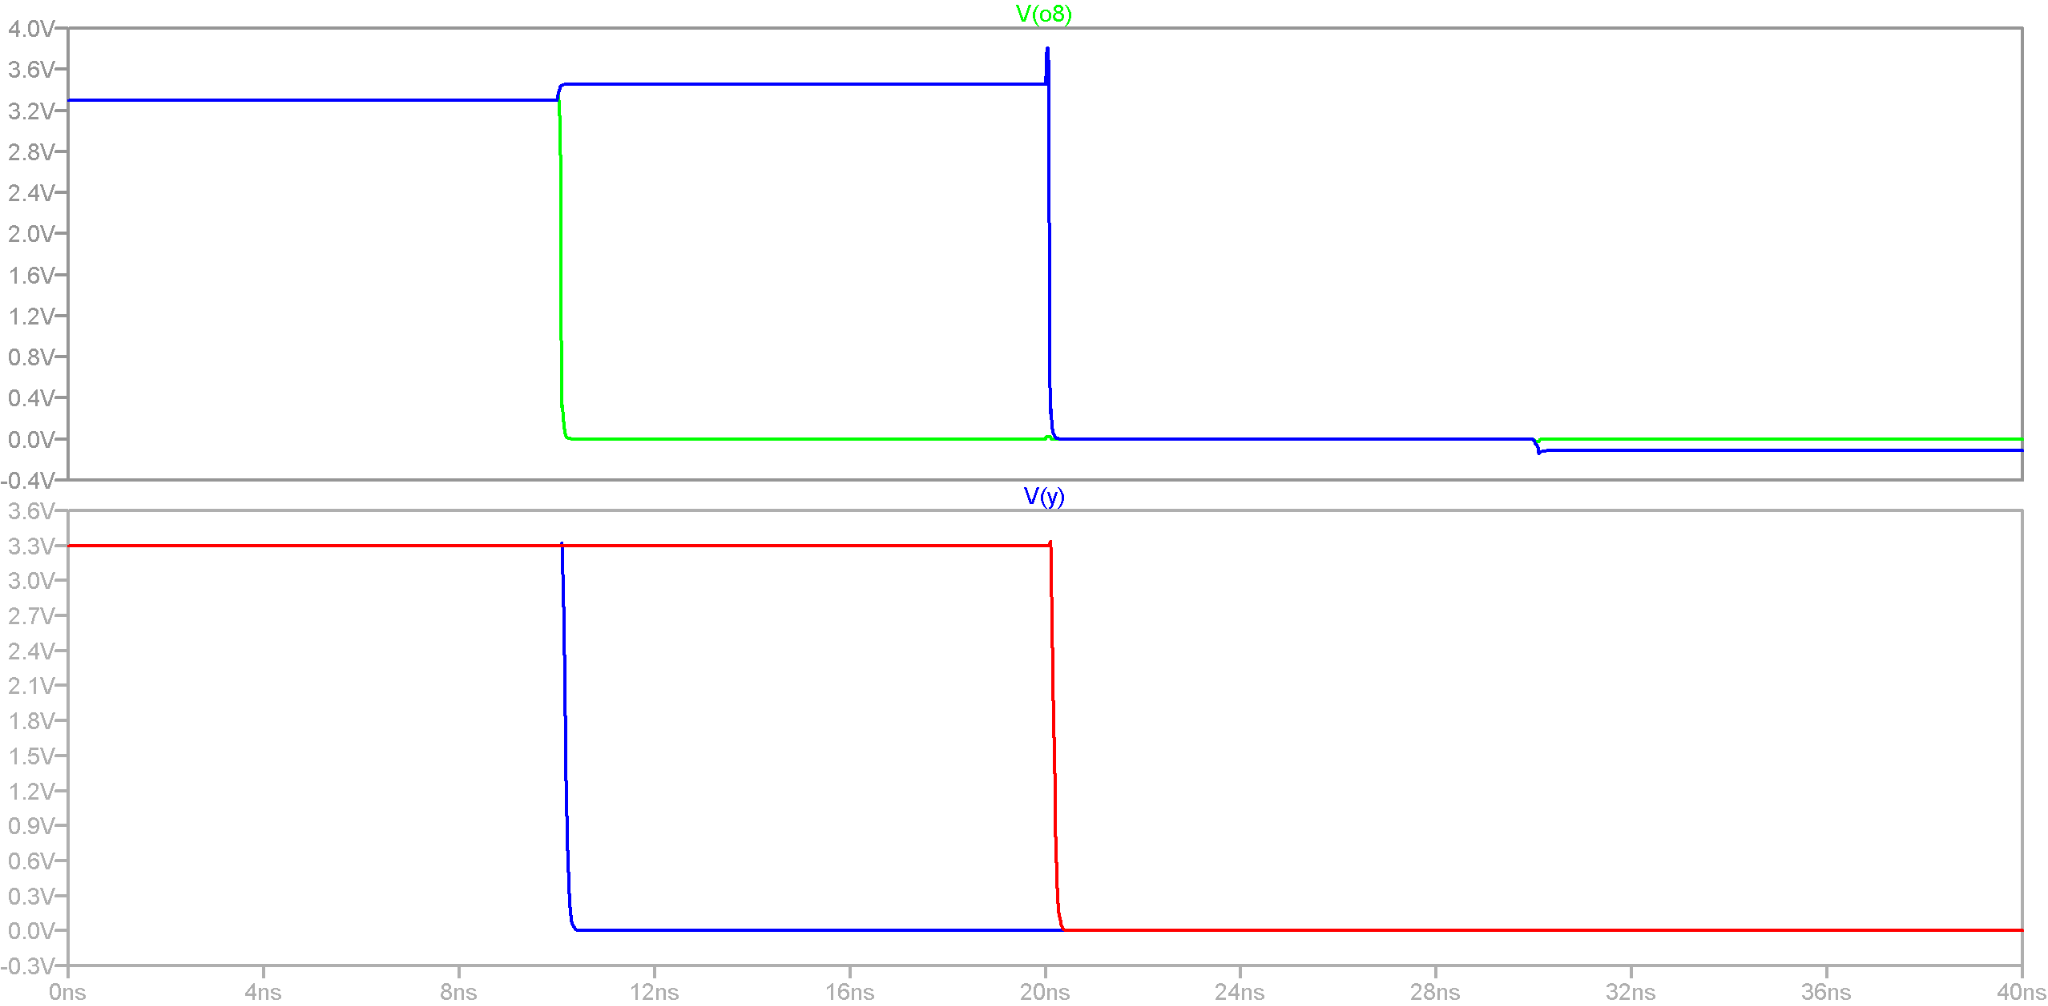 V(o8)
4.0V
3.6V
3.2V
2.8V
2.4V
2.0V
1.6V
1.2V
0.8V
0.4V
0.0V
-0.4V
V(y)
3.6V
3.3V
3.0V
2.7V
2.4V
2.1V
1.8V
1.5V
1.2V
0.9V
0.6V
0.3V
0.0V
-0.3V
0ns 4ns 8ns 12ns 16ns 20ns 24ns 28ns 32ns 36ns 40ns